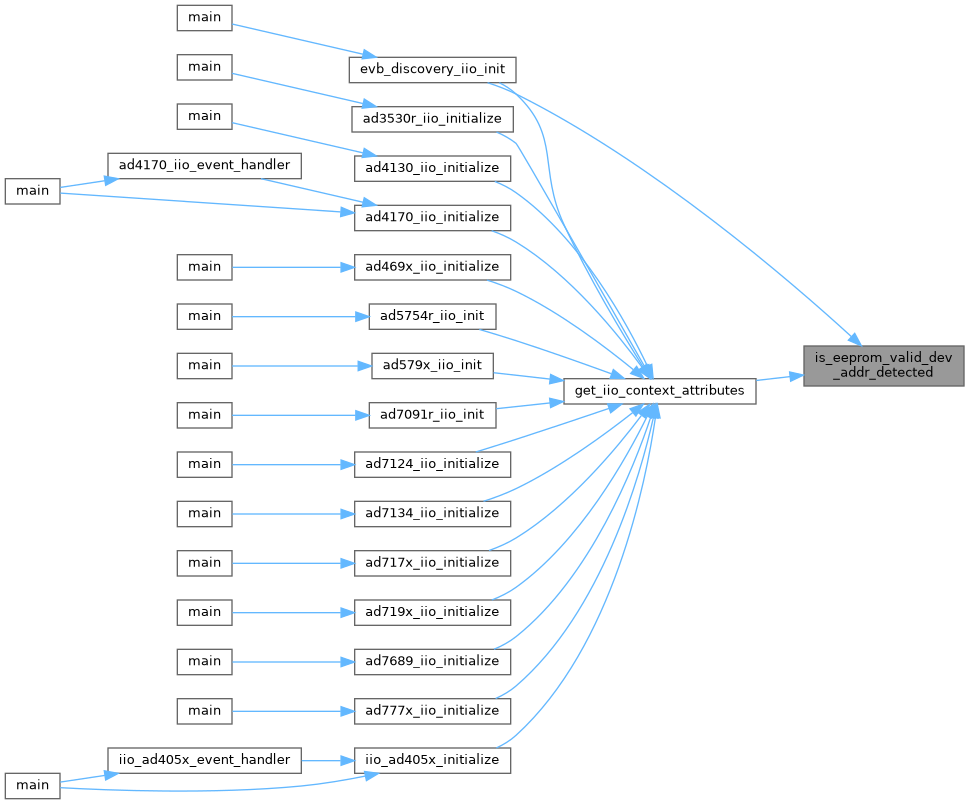 main
evb_discovery_iio_init
main
ad3530r_iio_initialize
main
ad4130_iio_initialize
ad4170_iio_event_handler
main
ad4170_iio_initialize
main
ad469x_iio_initialize
main
ad5754r_iio_init
main
ad579x_iio_init
is_eeprom_valid_dev
_addr_detected
get_iio_context_attributes
main
ad7091r_iio_init
main
ad7124_iio_initialize
main
ad7134_iio_initialize
main
ad717x_iio_initialize
main
ad719x_iio_initialize
main
ad7689_iio_initialize
main
ad777x_iio_initialize
iio_ad405x_event_handler
iio_ad405x_initialize
main